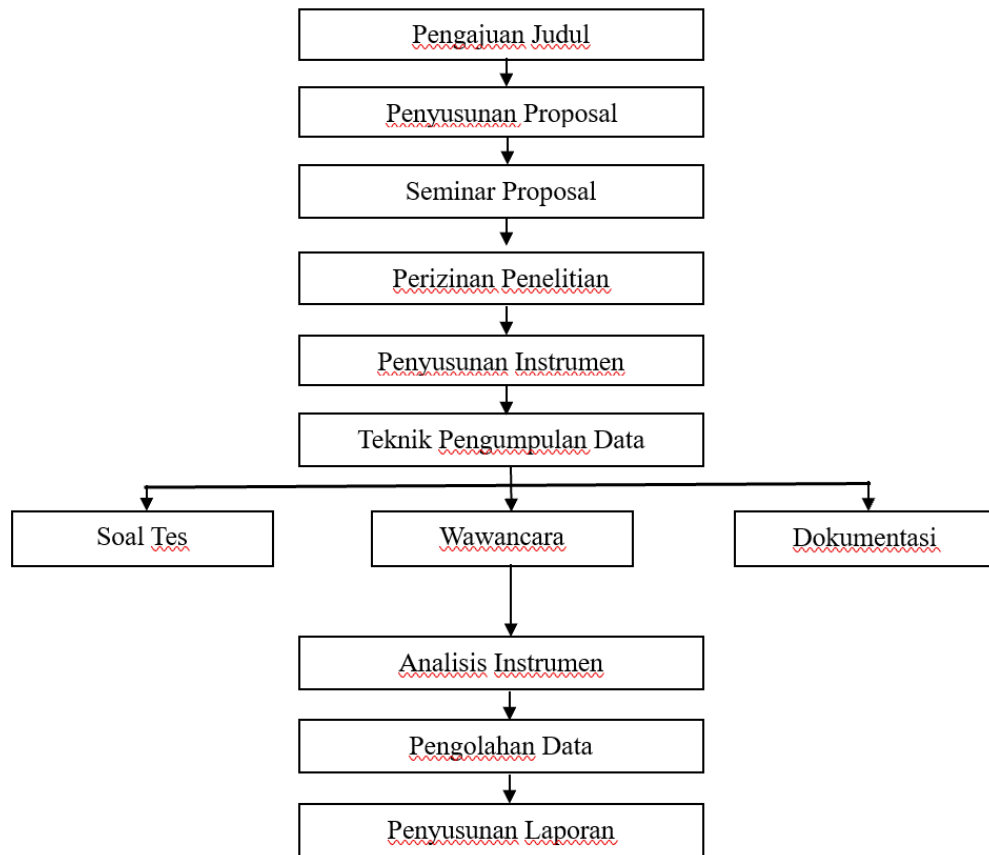 Pengajuan Judul
Penyusunan Proposal
Seminar Proposal
Perizinan Penelitian
Penyusunan Instrumen
Teknik Pengumpulan Data
Soal Tes
Wawancara
Dokumentasi
Analisis Instrumen
Pengolahan Data
Penyusunan Laporan